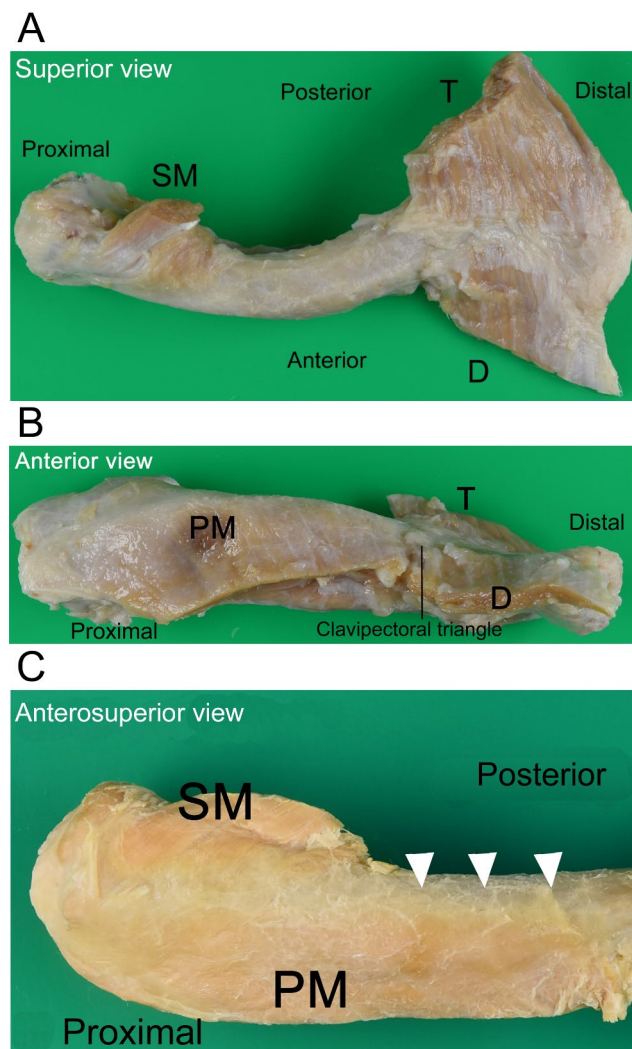 A
Superior view
Posterior
T
Distal
Proximal
SM
Anterior
D
B
Anterior view
T
Distal
PM
D
Proximal
Clavipectoral triangle
C
Anterosuperior view
SM
Posterior
PM
Proximal